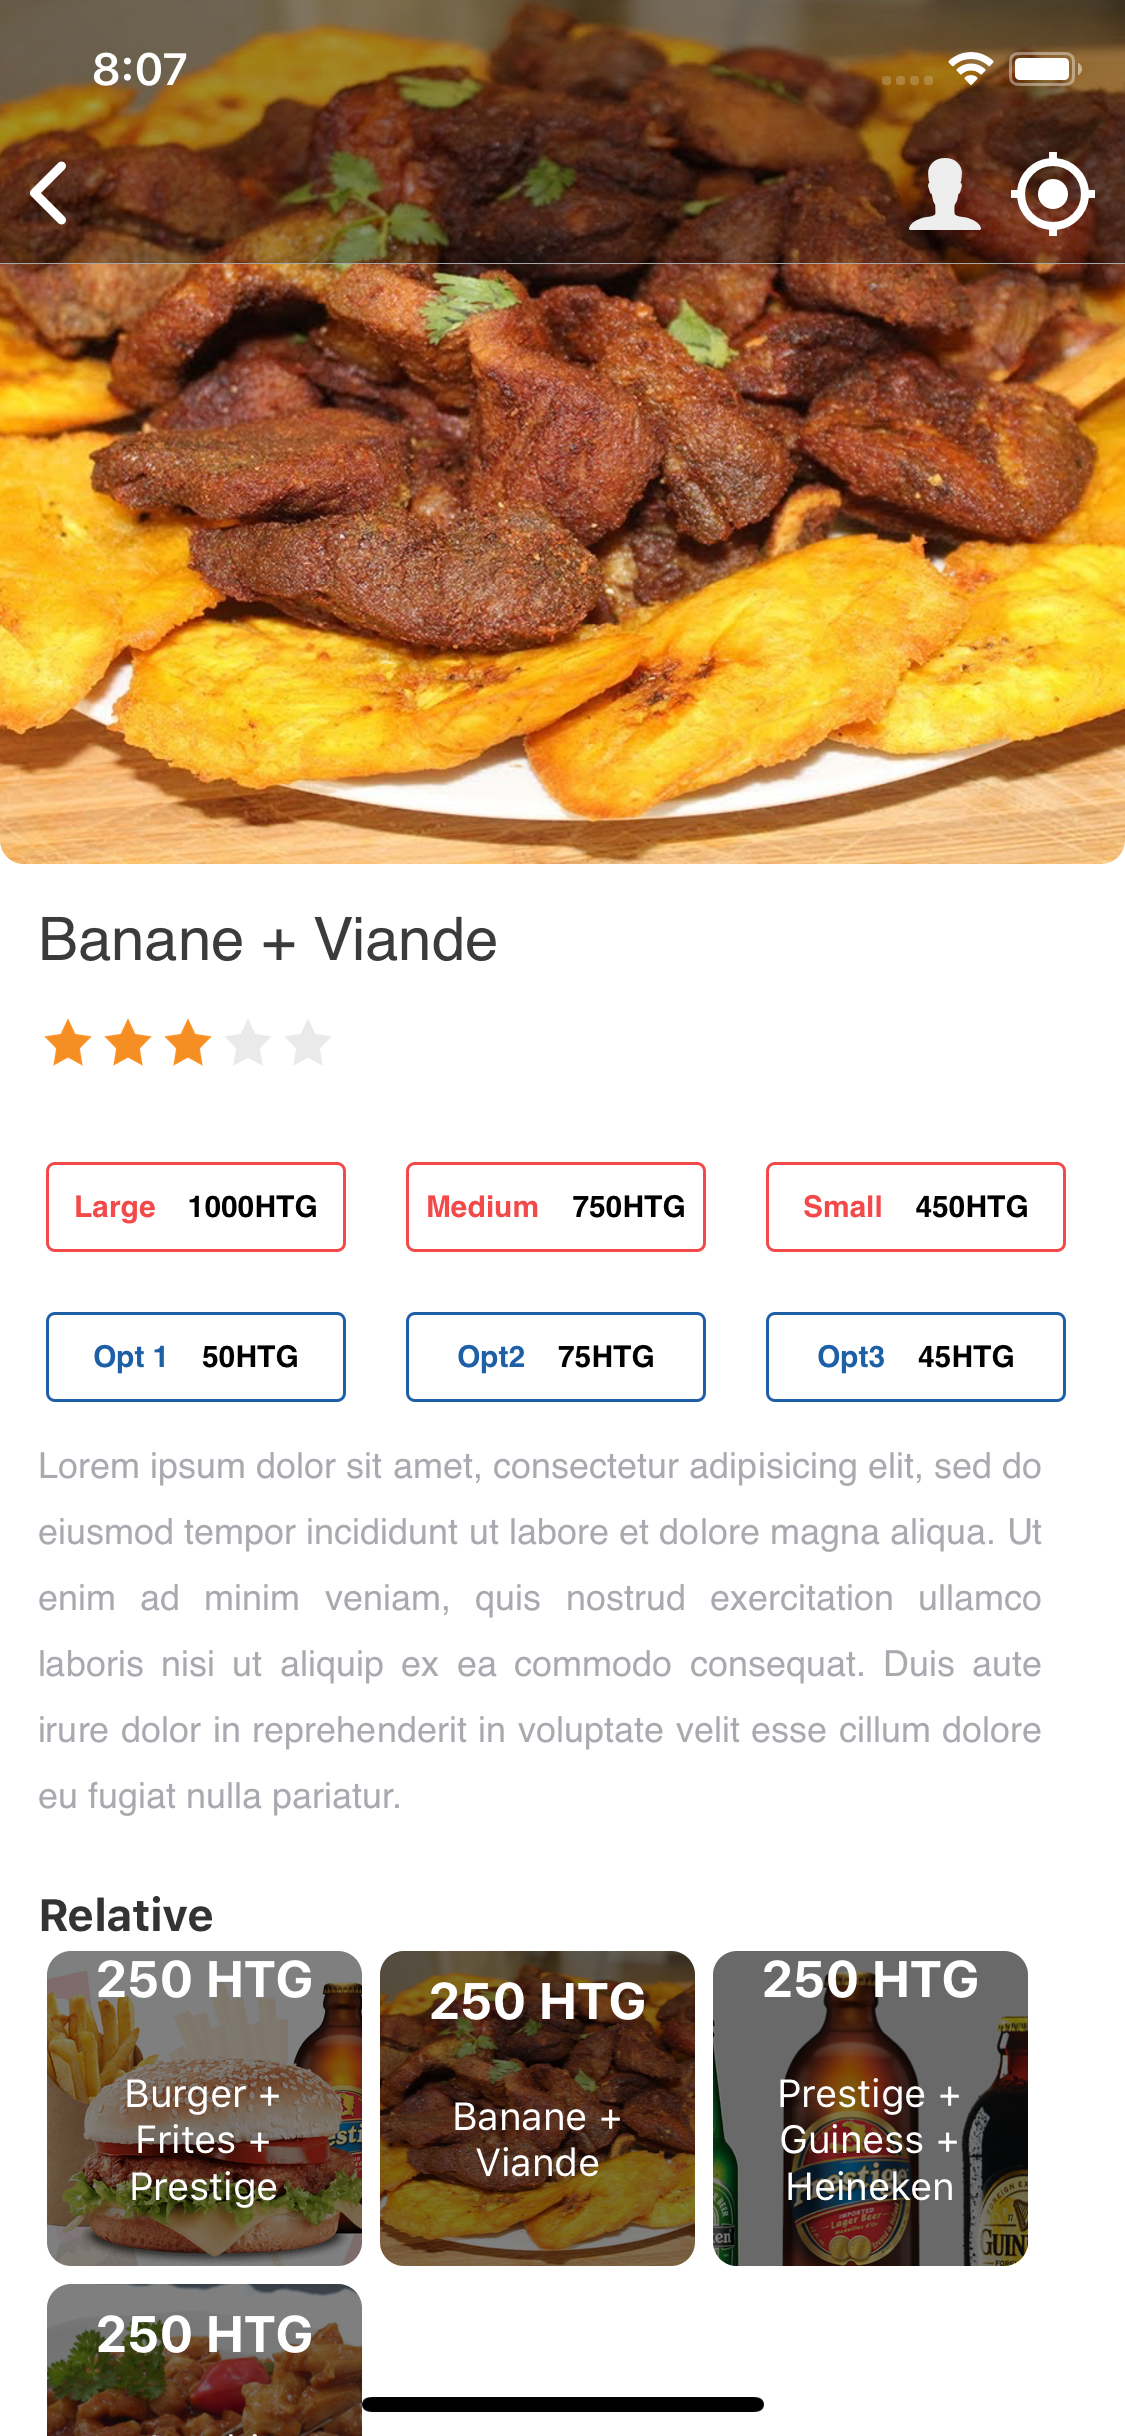 8:07
Banane + Viande
Large 1000HTG
Medium 750HTG
Small 450HTG
Opt 1 50HTG
Opt2 75HTG
Opt3 45HTG
Lorem ipsum dolor sit amet, consectetur adipisicing elit, sed do
eiusmod tempor incididunt ut labore et dolore magna aliqua. Ut
enim ad minim veniam, quis nostrud exercitation ullamco
laboris nisi ut aliquip ex ea commodo consequat. Duis aute
irure dolor in reprehenderit in voluptate velit esse cillum dolore
eu fugiat nulla pariatur.
Relative
250 HTG
Burger +
Frites +
Prestige
250 HTG
Banane +
Viande
250 HTG
Prestige +
Guiness +
Heineken
Prestige
IMPORTED
Lager Beer
250 HTG